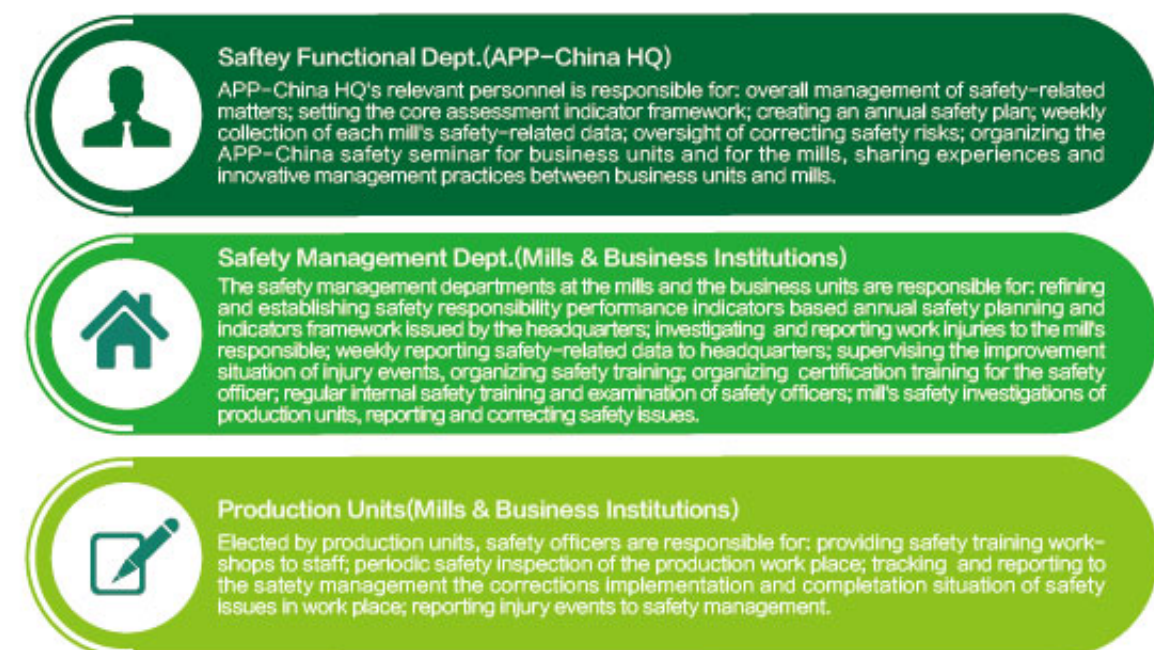 Saftey Functional Dept.(APP-China HQ)
APP-China HQ's relevant personnel is responsible for: overall management of safety-related
matters; setting the core assessment indicator framework; creating an annual safety plan; weekly
collection of each mill's safety-related data; oversight of correcting safety risks; organizing the
APP-China safety seminar for business units and for the mills, sharing experiences and
innovative management practices between business units and mills.
Safety Management Dept.(Mills & Business Institutions)
The safety management departments at the mills and the business units are responsible for: refining
and establishing safety responsibility performance indicators based annual safety planning and
indicators framework issued by the headquarters; investigating and reporting work injuries to the mill's
responsible; weekly reporting safety-related data to headquarters; supervising the improvement
situation of injury events, organizing safety training; organizing certification training for the safety
officer; regular internal safety training and examination of safety officers; mill's safety investigations of
production units, reporting and correcting safety issues.
Production Units(Mills & Business Institutions)
Elected by production units, safety officers are responsible for: providing safety training work-
shops to staff; periodic safety inspection of the production work place; tracking and reporting to
the safety management the corrections implementation and completation situation of safety
issues in work place; reporting injury events to safety management.